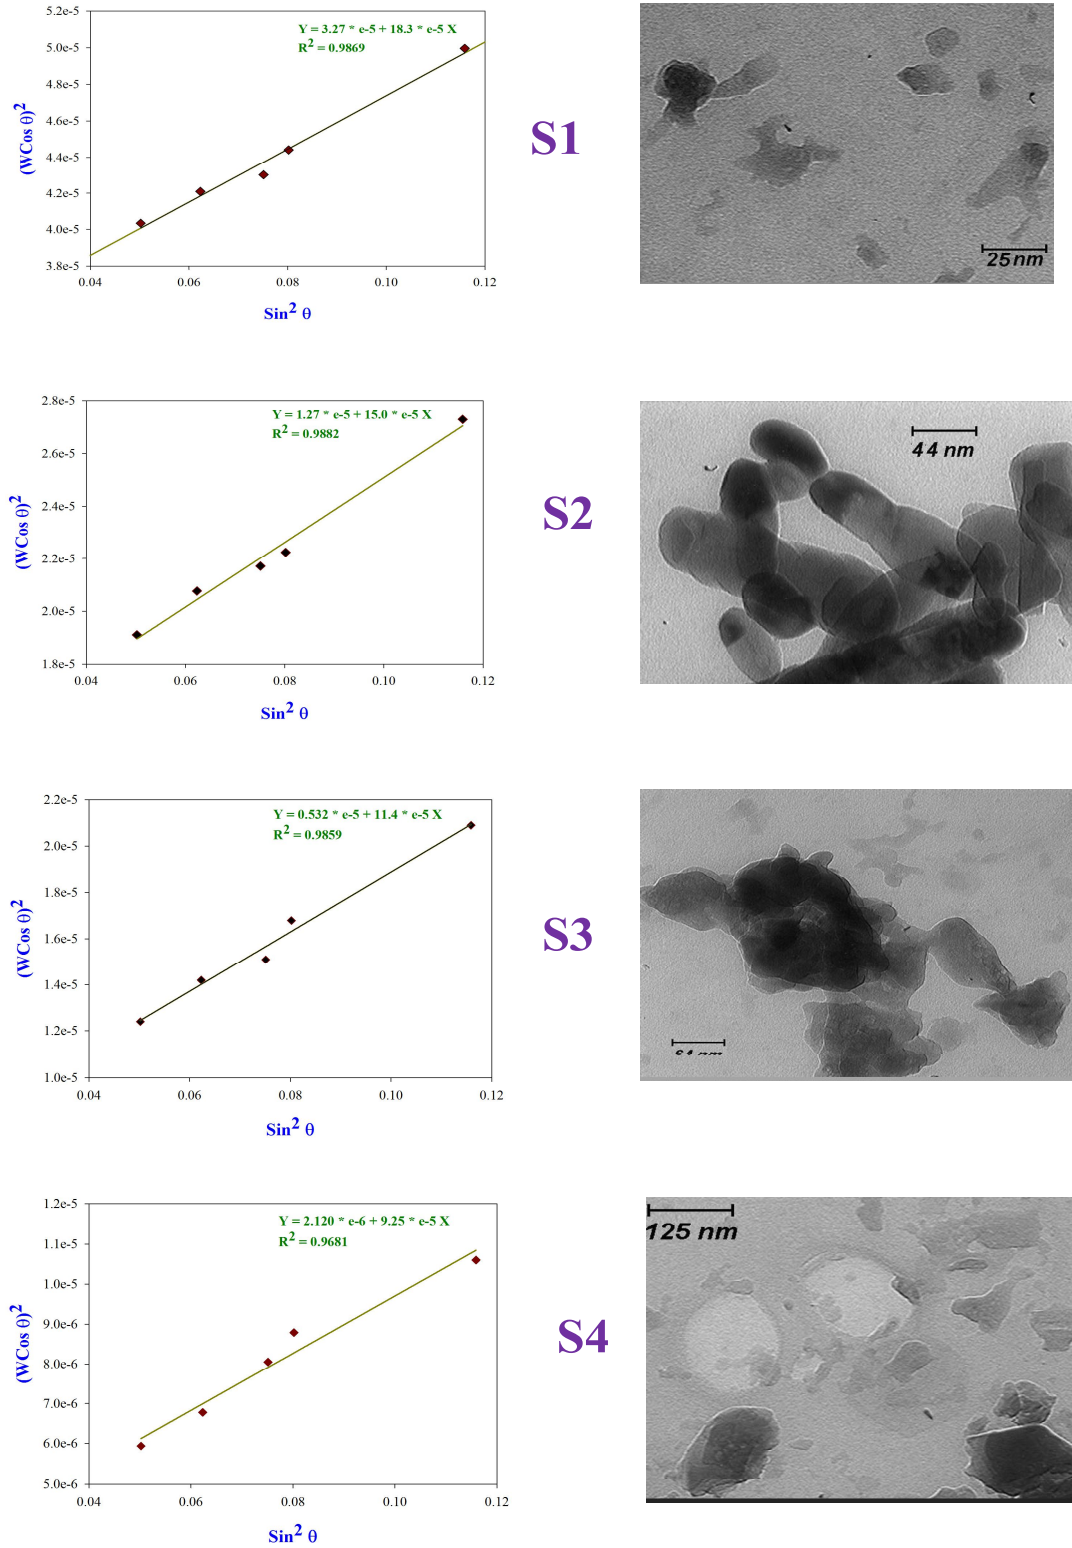 Y = 3.27 * e-5 + 18.3 * e-5 X
R² = 0.9869
5.2e-5
5.0e-5
4.8e-5
4.6e-5
4.4e-5
4.2e-5
4.0e-5
3.8e-5
0.04 0.06 0.08 0.10 0.12
(WCos θ)²
Sin² θ
S1
25 nm
Y = 1.27 * e-5 + 15.0 * e-5 X
R² = 0.9882
2.8e-5
2.6e-5
2.4e-5
2.2e-5
2.0e-5
1.8e-5
0.04 0.06 0.08 0.10 0.12
(WCos θ)²
Sin² θ
S2
44 nm
Y = 0.532 * e-5 + 11.4 * e-5 X
R² = 0.9859
2.2e-5
2.0e-5
1.8e-5
1.6e-5
1.4e-5
1.2e-5
1.0e-5
0.04 0.06 0.08 0.10 0.12
(WCos θ)²
Sin² θ
S3
Y = 2.120 * e-6 + 9.25 * e-5 X
R² = 0.9681
1.2e-5
1.1e-5
1.0e-5
9.0e-6
8.0e-6
7.0e-6
6.0e-6
5.0e-6
0.04 0.06 0.08 0.10 0.12
(WCos θ)²
Sin² θ
S4
125 nm